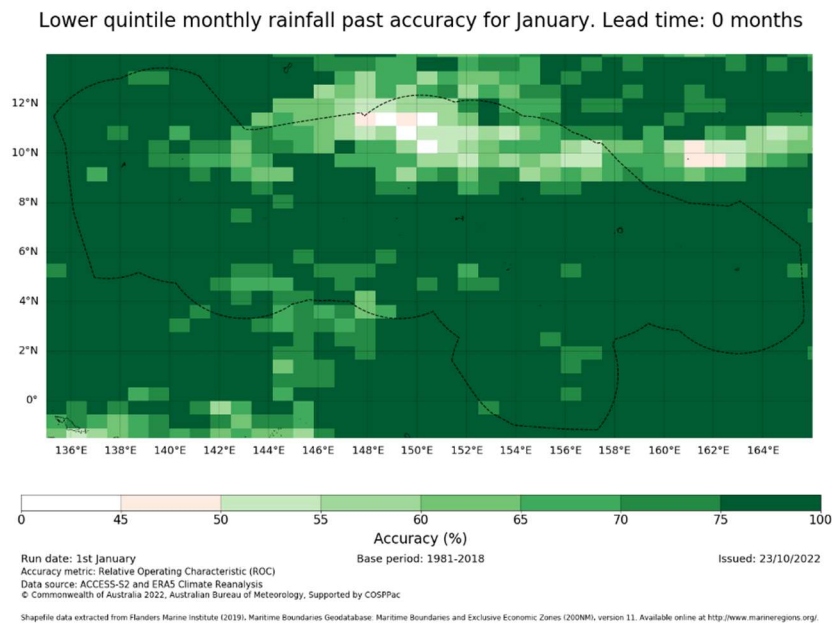 Lower quintile monthly rainfall past accuracy for January. Lead time: 0 months
12°N
10°N
8°N
6°N
4°N
2°N
0°
136°E 138°E 140°E 142°E 144°E 146°E 148°E 150°E 152°E 154°E 156°E 158°E 160°E 162°E 164°E
0 45 50 55 60 65 70 75 100
Accuracy (%)
Run date: 1st January Base period: 1981-2018 Issued: 23/10/2022
Accuracy metric: Relative Operating Characteristic (ROC)
Data source: ACCESS-S2 and ERA5 Climate Reanalysis
© Commonwealth of Australia 2022, Australian Bureau of Meteorology, Supported by COSPPac
Shapefile data extracted from Flanders Marine Institute (2019), Maritime Boundaries Geodatabase: Maritime Boundaries and Exclusive Economic Zones (200NM), version 11. Available online at http://www.marineregions.org/.